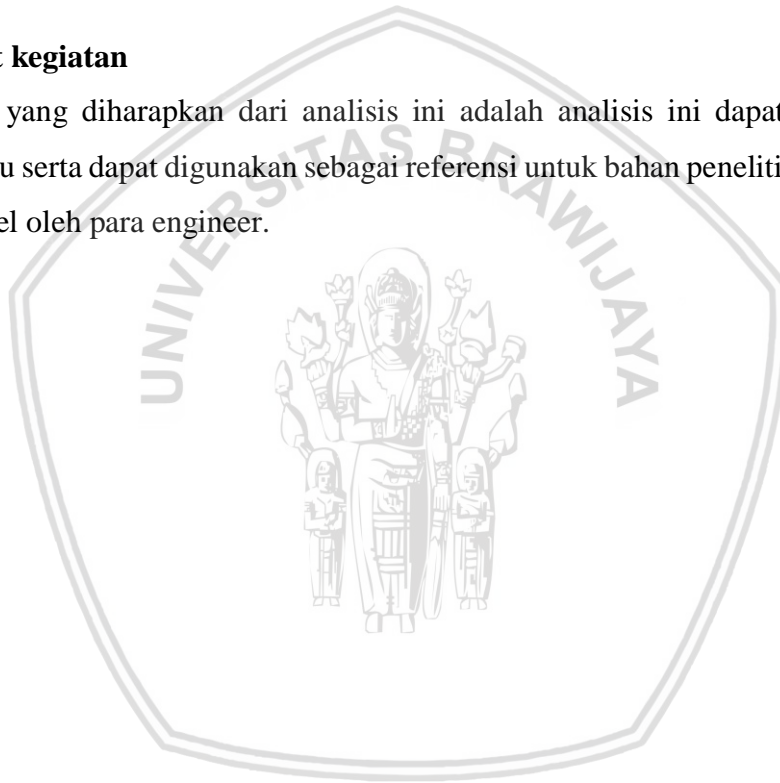 t kegiatan
yang diharapkan dari analisis ini adalah analisis ini dapat
u serta dapat digunakan sebagai referensi untuk bahan peneliti
el oleh para engineer.
UNIVERSITAS BRAWIJAYA